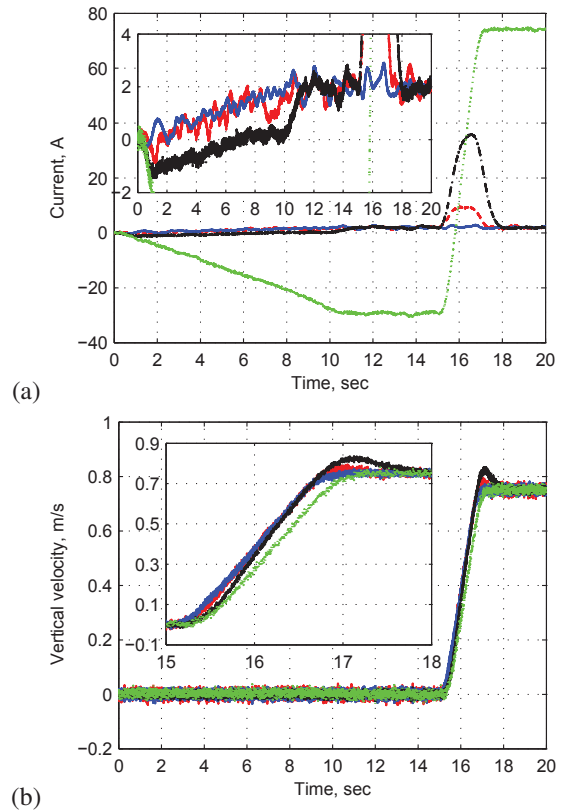 80
60
40
20
0
−20
−40
Current, A
4
2
0
−2
0 2 4 6 8 10 12 14 16 18 20
0 2 4 6 8 10 12 14 16 18 20
Time, sec
(a)
1
0.8
0.6
0.4
0.2
0
−0.2
Vertical velocity, m/s
0.9
0.7
0.5
0.3
0.1
−0.1
15 16 17 18
0 2 4 6 8 10 12 14 16 18 20
Time, sec
(b)